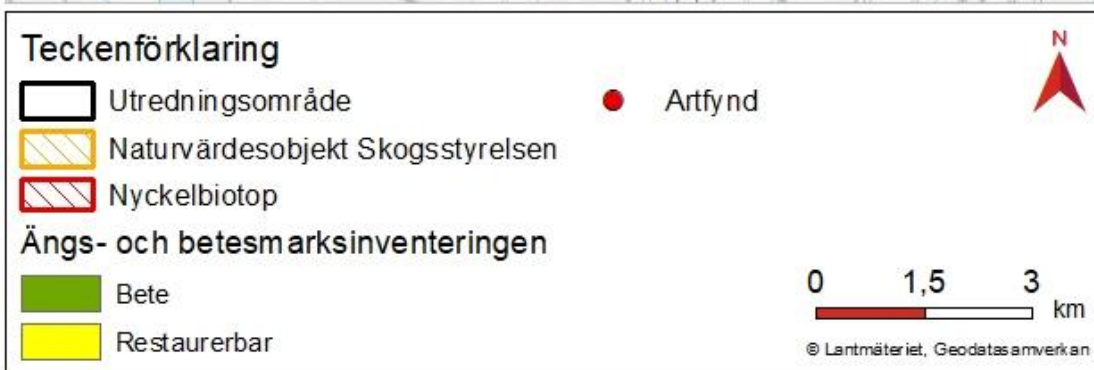 Teckenförklaring
Utredningsområde
Naturvärdesobjekt Skogsstyrelsen
Nyckelbiotop
Ängs- och betesmarksinventeringen
Bete
Restaurerbar
Artfynd
N
0 1,5 3
km
© Lantmäteriet, Geodatasamverkan